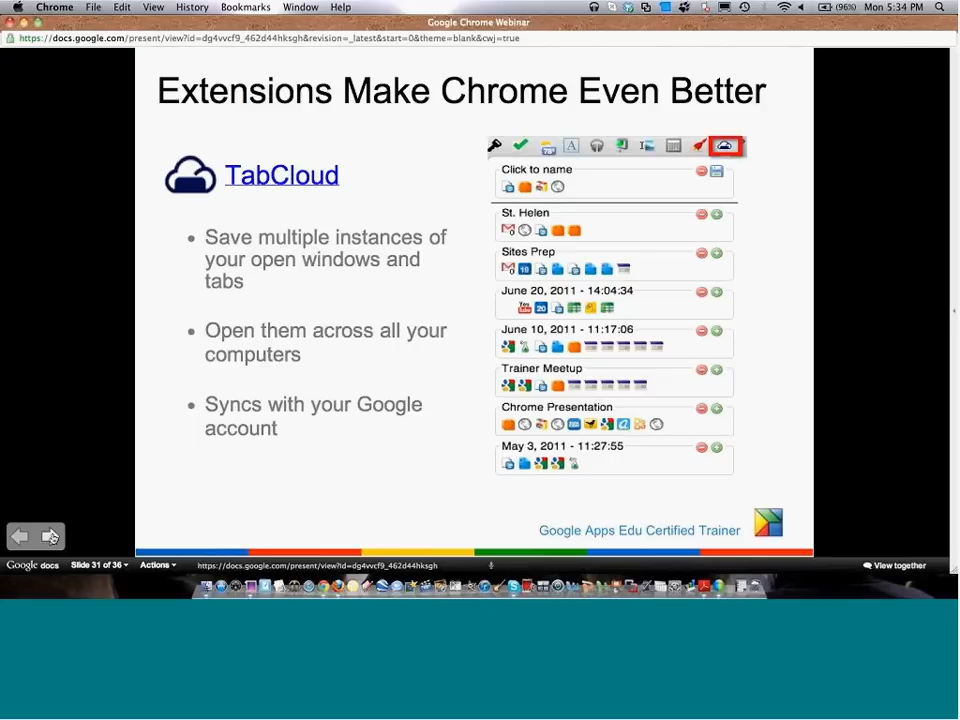 Chrome File Edit View History Bookmarks Window Help (96%) Mon 5:34 PM
Google Chrome Webinar
https://docs.google.com/present/view?id=dg4vvcf9_462d44hksgh&revision=_latest&start=0&theme=blank&cwj=true
Extensions Make Chrome Even Better
TabCloud
Save multiple instances of
your open windows and
tabs
Open them across all your
computers
Syncs with your Google
account
Click to name
St. Helen
Sites Prep
June 20, 2011 - 14:04:34
June 10, 2011 - 11:17:06
Trainer Meetup
Chrome Presentation
May 3, 2011 - 11:27:55
Google Apps Edu Certified Trainer
Google docs Slide 31 of 36 Actions https://docs.google.com/present/view?id=dg4vvcf9_462d44hksgh View together